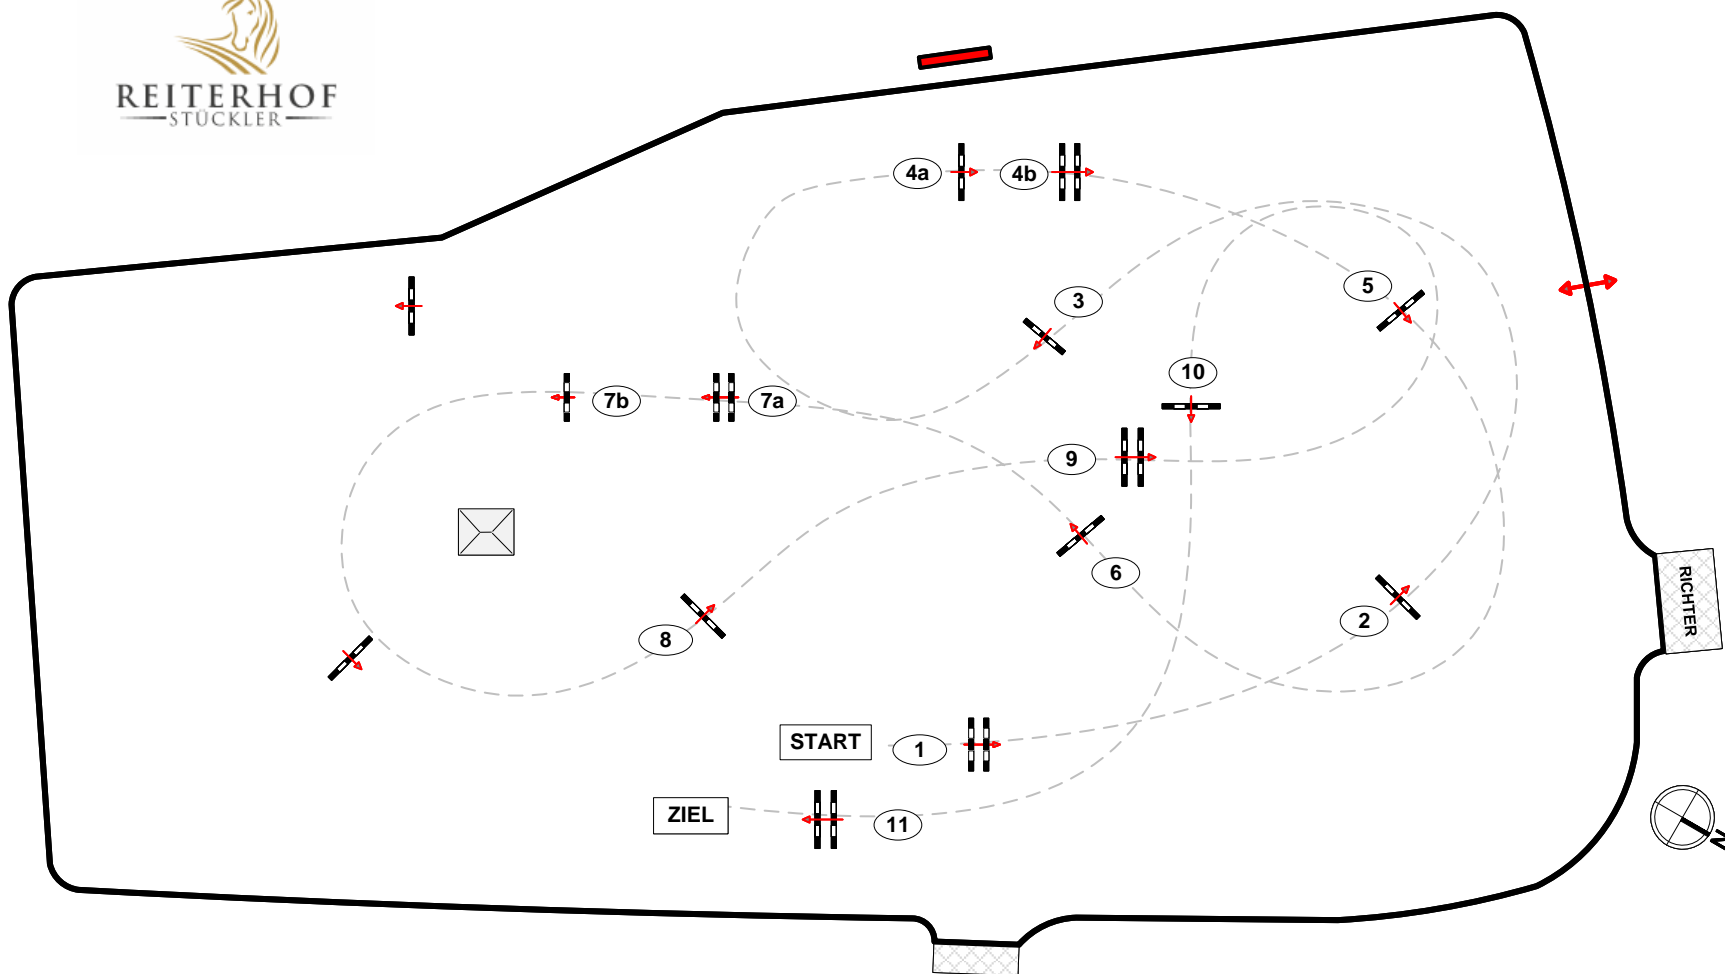 REITERHOF
STÜCKLER
4a
4b
5
3
10
7b
7a
9
6
RICHTER
2
8
START
1
ZIEL
11
N